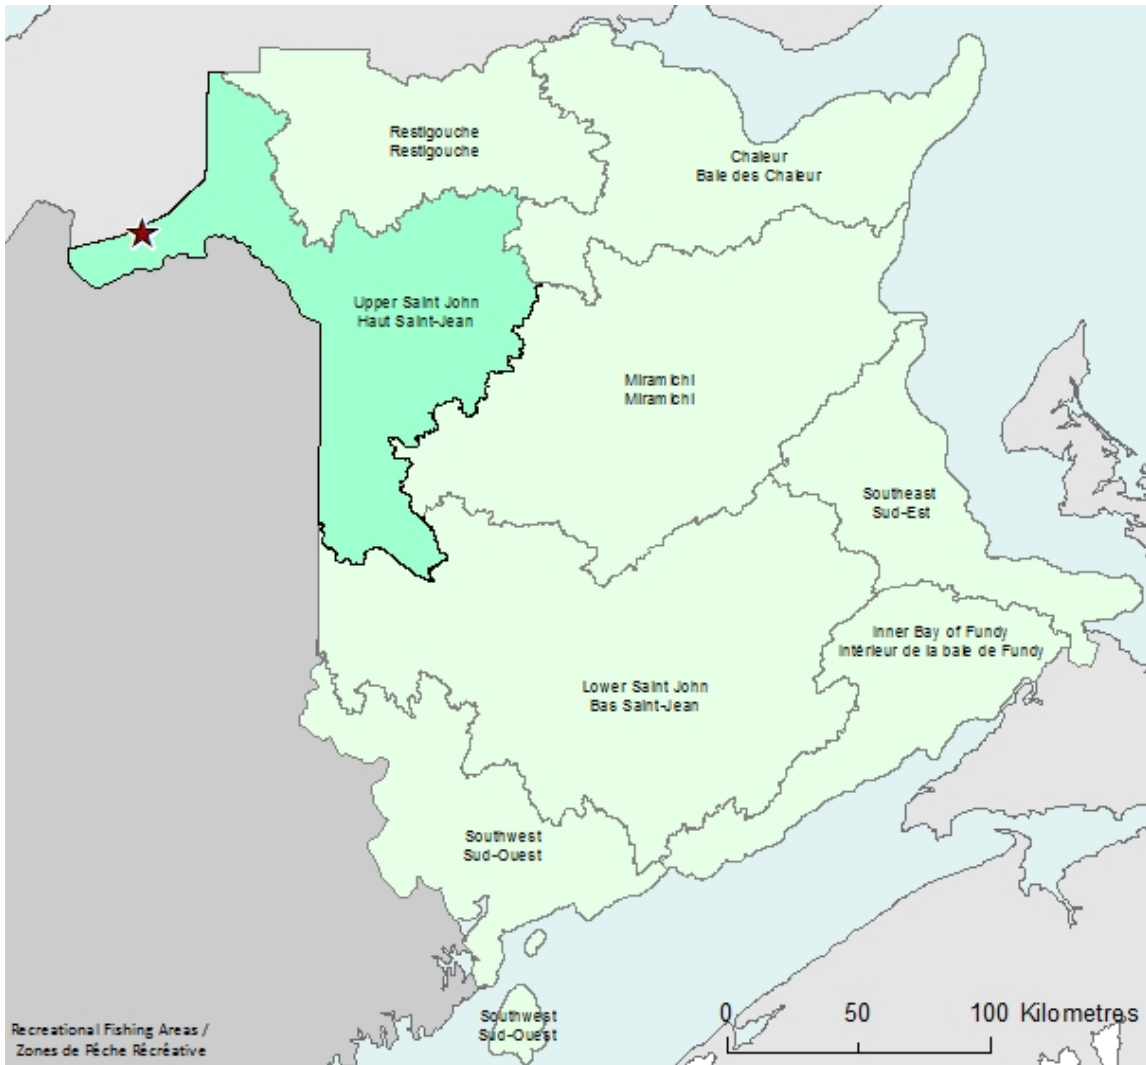 Restigouche
Restigouche
Chaleur
Baie des Chaleur
Upper Saint John
Haut Saint-Jean
Miramichi
Miramichi
Southeast
Sud-Est
Inner Bay of Fundy
Intérieur de la baie de Fundy
Lower Saint John
Bas Saint-Jean
Southwest
Sud-Ouest
Southwest
Sud-Ouest
0 50 100 Kilometres
Recreational Fishing Areas /
Zones de Pêche Récréative